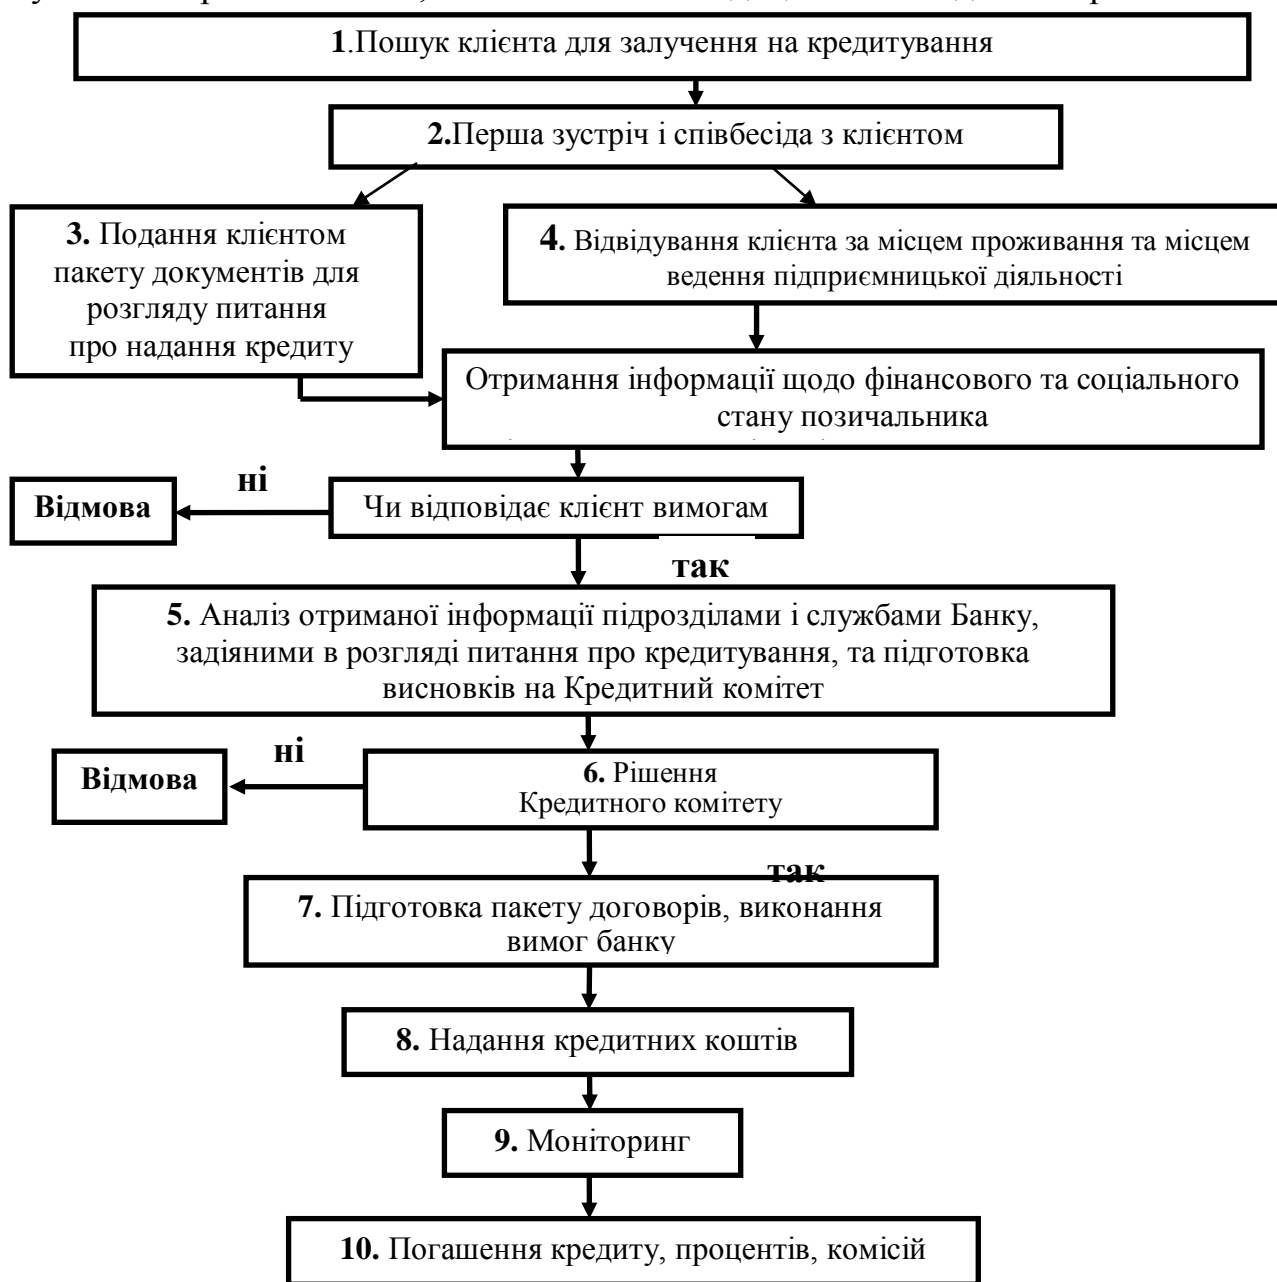 1.Пошук клієнта для залучення на кредитування
2.Перша зустріч і співбесіда з клієнтом
3. Подання клієнтом
пакету документів для
розгляду питання
про надання кредиту
4. Відвідування клієнта за місцем проживання та місцем
ведення підприємницької діяльності
Отримання інформації щодо фінансового та соціального
стану позичальника
ні
Відмова
Чи відповідає клієнт вимогам
так
5. Аналіз отриманої інформації підрозділами і службами Банку,
задіяними в розгляді питання про кредитування, та підготовка
висновків на Кредитний комітет
ні
Відмова
6. Рішення
Кредитного комітету
так
7. Підготовка пакету договорів, виконання
вимог банку
8. Надання кредитних коштів
9. Моніторинг
10. Погашення кредиту, процентів, комісій